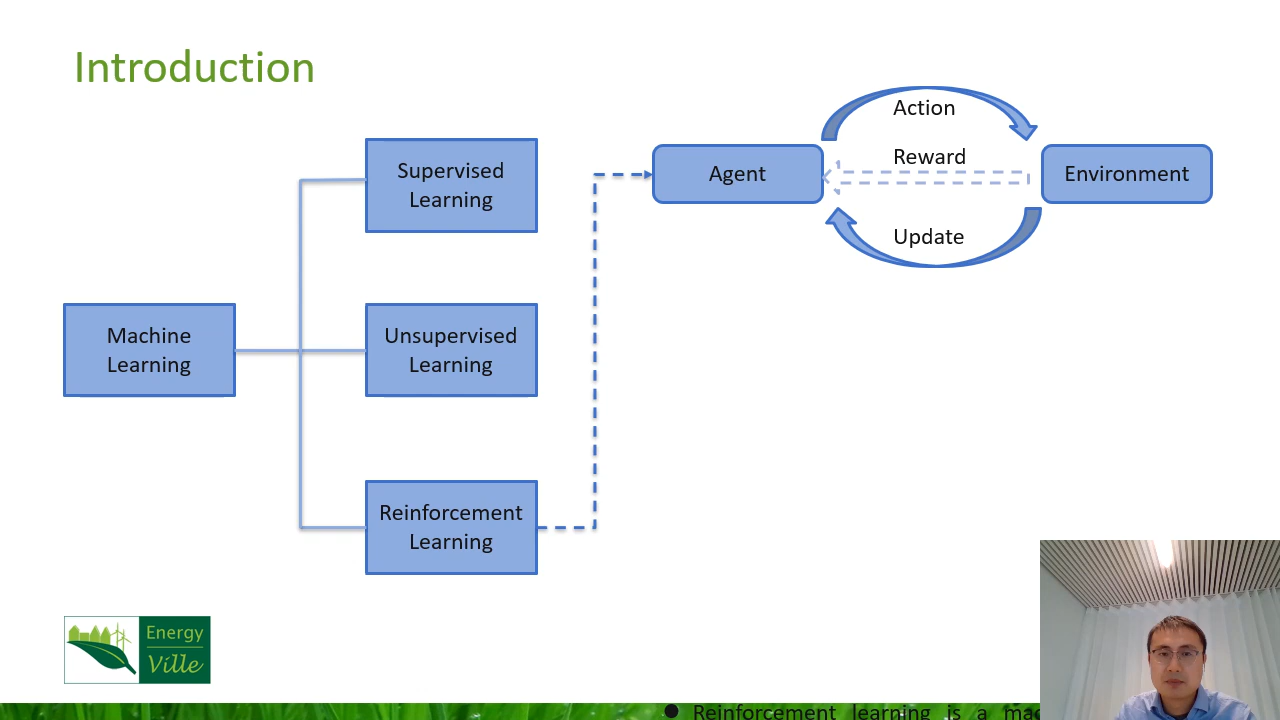 Introduction
Supervised
Learning
Machine
Learning
Unsupervised
Learning
Reinforcement
Learning
Action
Agent
Reward
Environment
Update
Energy
Ville
● Reinforcement learning is a